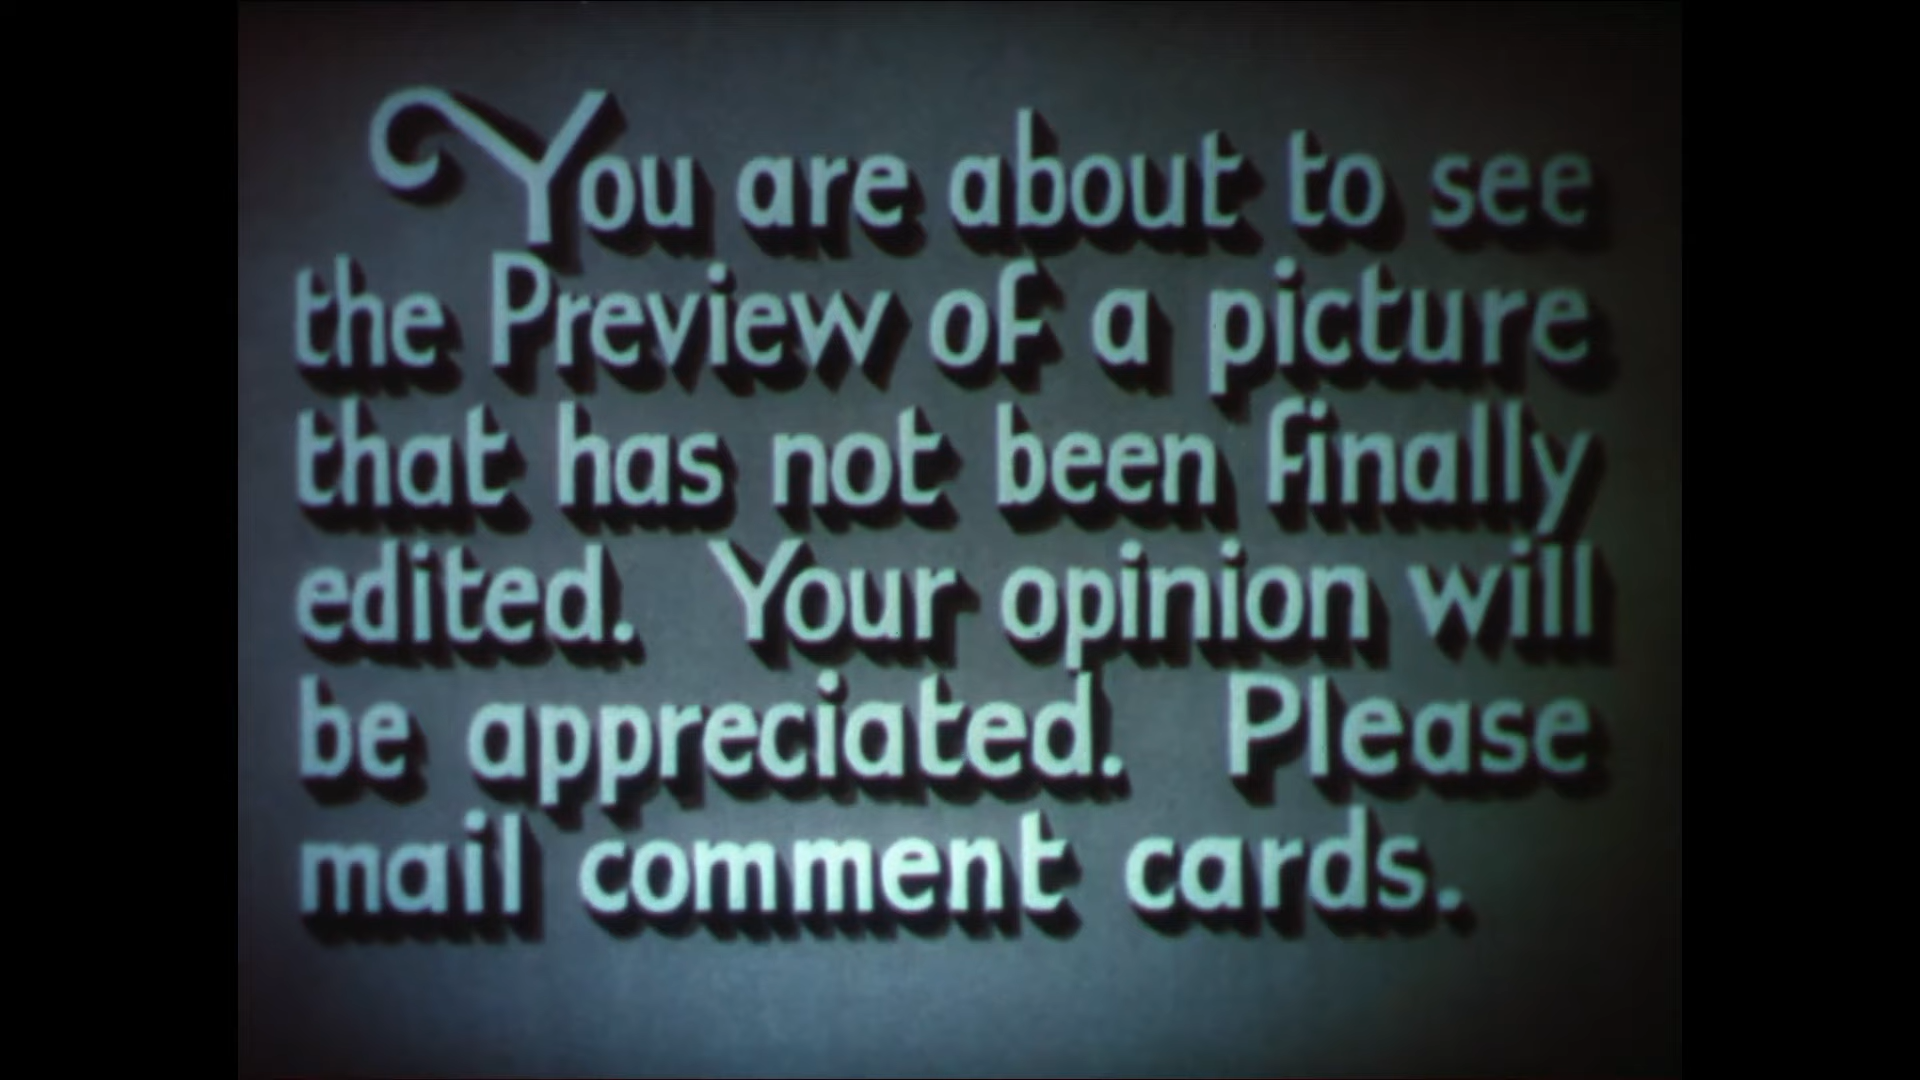 You are about to see
the Preview of a picture
that has not been finally
edited. Your opinion will
be appreciated. Please
mail comment cards.